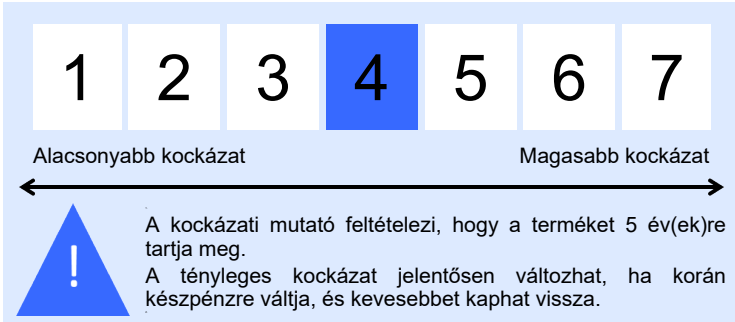 1 2 3 4 5 6 7
Alacsonyabb kockázat Magasabb kockázat
! A kockázati mutató feltételezi, hogy a terméket 5 év(ek)re
tartja meg.
A tényleges kockázat jelentősen változhat, ha korán
készpénzre váltja, és kevesebbet kaphat vissza.